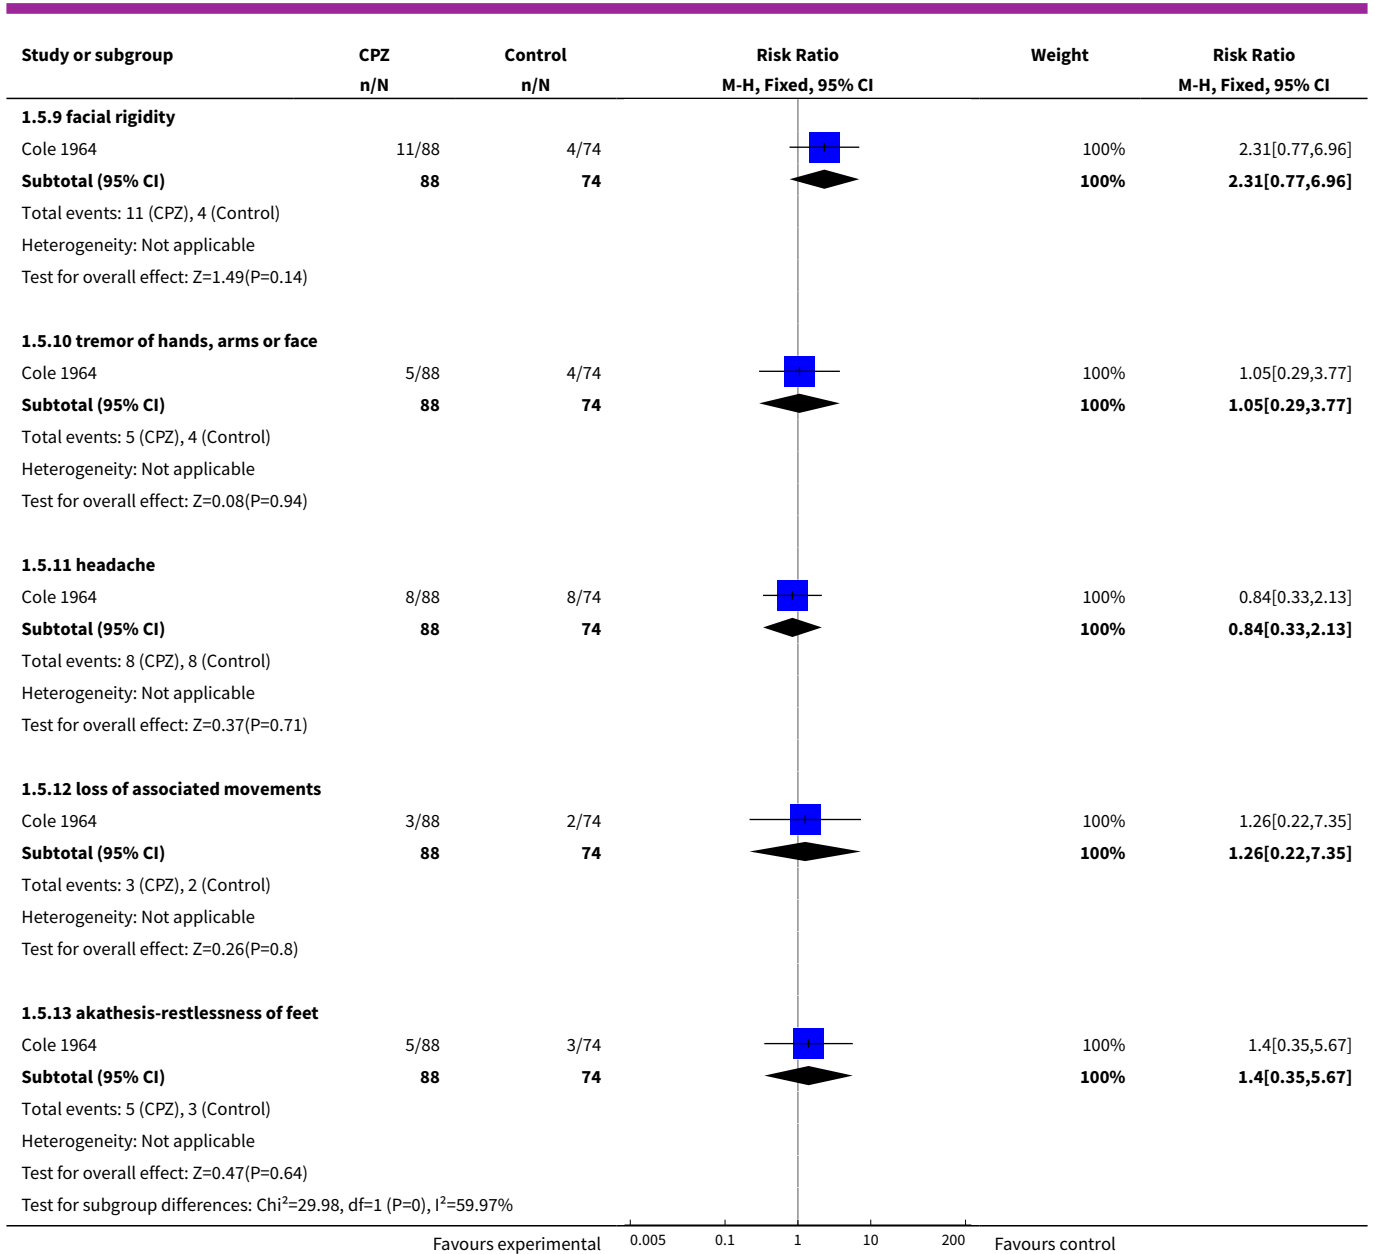 Study or subgroup CPZ Control Risk Ratio Weight Risk Ratio
n/N n/N M-H, Fixed, 95% CI M-H, Fixed, 95% CI
1.5.9 facial rigidity
Cole 1964 11/88 4/74 100% 2.31[0.77,6.96]
Subtotal (95% CI) 88 74 100% 2.31[0.77,6.96]
Total events: 11 (CPZ), 4 (Control)
Heterogeneity: Not applicable
Test for overall effect: Z=1.49(P=0.14)
1.5.10 tremor of hands, arms or face
Cole 1964 5/88 4/74 100% 1.05[0.29,3.77]
Subtotal (95% CI) 88 74 100% 1.05[0.29,3.77]
Total events: 5 (CPZ), 4 (Control)
Heterogeneity: Not applicable
Test for overall effect: Z=0.08(P=0.94)
1.5.11 headache
Cole 1964 8/88 8/74 100% 0.84[0.33,2.13]
Subtotal (95% CI) 88 74 100% 0.84[0.33,2.13]
Total events: 8 (CPZ), 8 (Control)
Heterogeneity: Not applicable
Test for overall effect: Z=0.37(P=0.71)
1.5.12 loss of associated movements
Cole 1964 3/88 2/74 100% 1.26[0.22,7.35]
Subtotal (95% CI) 88 74 100% 1.26[0.22,7.35]
Total events: 3 (CPZ), 2 (Control)
Heterogeneity: Not applicable
Test for overall effect: Z=0.26(P=0.8)
1.5.13 akathesis-restlessness of feet
Cole 1964 5/88 3/74 100% 1.4[0.35,5.67]
Subtotal (95% CI) 88 74 100% 1.4[0.35,5.67]
Total events: 5 (CPZ), 3 (Control)
Heterogeneity: Not applicable
Test for overall effect: Z=0.47(P=0.64)
Test for subgroup differences: Chi²=29.98, df=1 (P=0), I²=59.97%
Favours experimental 0.005 0.1 1 10 200 Favours control